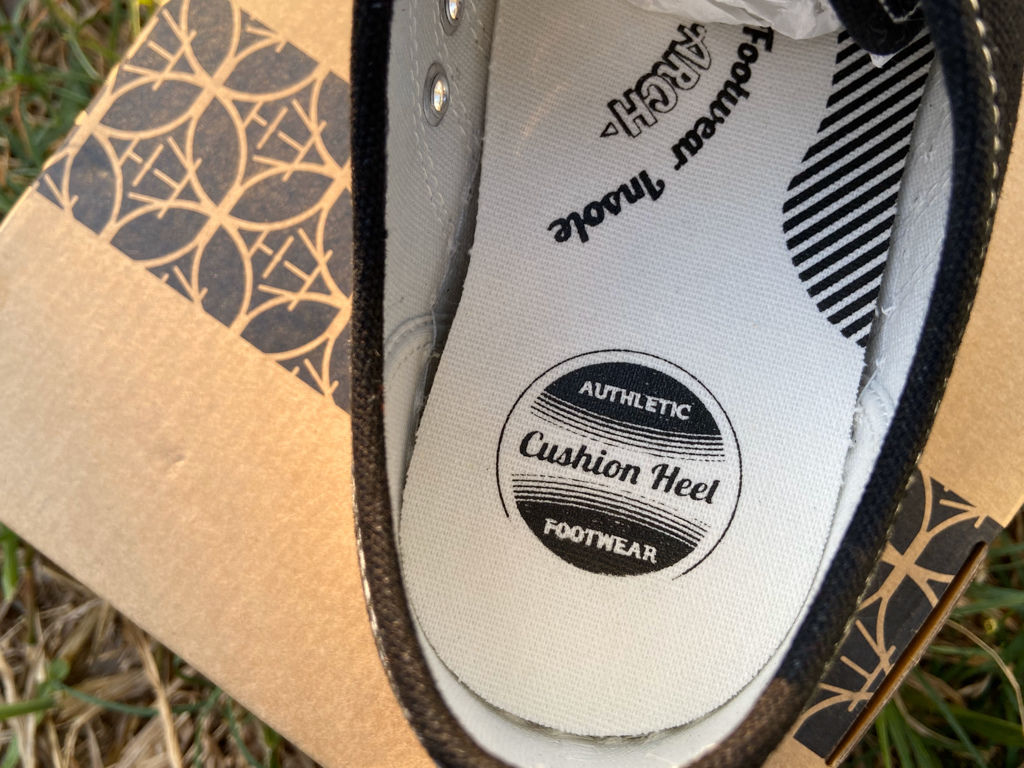 Footwear Insole
ARCH
AUTHLETIC
Cushion Heel
FOOTWEAR